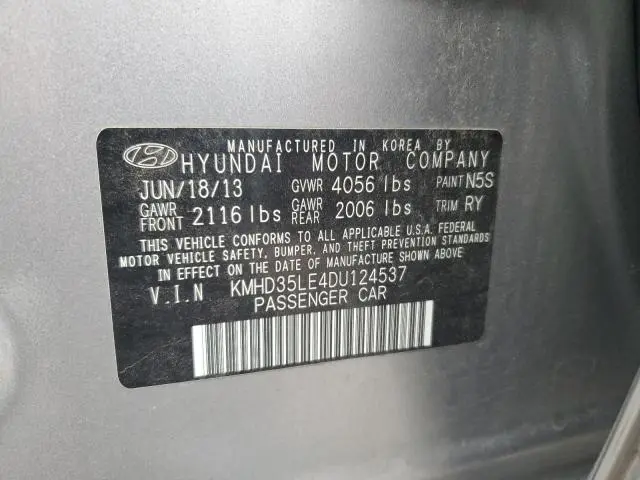 MANUFACTURED IN KOREA BY
HYUNDAI MOTOR COMPANY
JUN/18/13 GVWR 4056 lbs PAINT N5S
GAWR FRONT 2116 lbs GAWR REAR 2006 lbs TRIM RY
THIS VEHICLE CONFORMS TO ALL APPLICABLE U.S.A. FEDERAL
MOTOR VEHICLE SAFETY, BUMPER, AND THEFT PREVENTION STANDARDS
IN EFFECT ON THE DATE OF MANUFACTURE SHOWN ABOVE
V.I.N KMHD35LE4DU124537
PASSENGER CAR